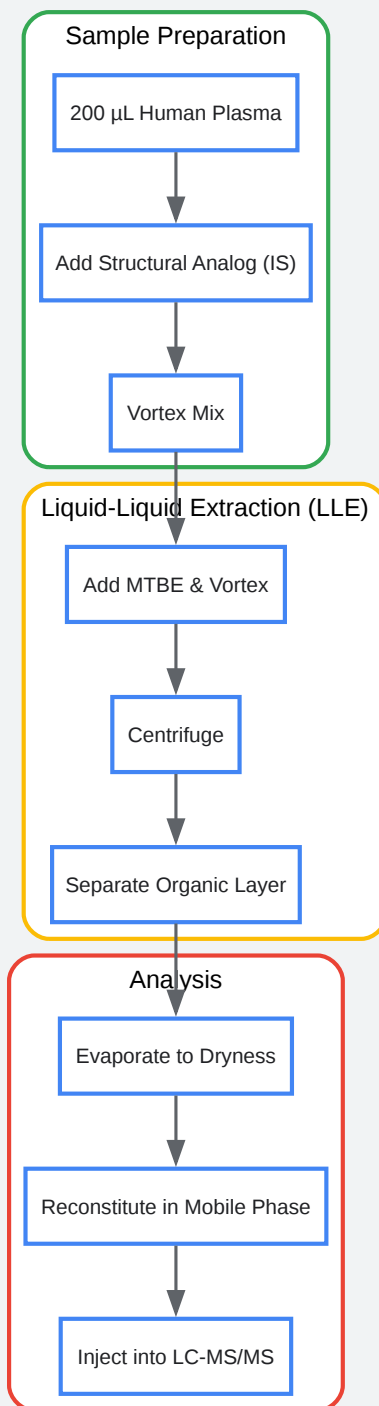 Sample Preparation
200 µL Human Plasma
Add Structural Analog (IS)
Vortex Mix
Liquid-Liquid Extraction (LLE)
Add MTBE & Vortex
Centrifuge
Separate Organic Layer
Analysis
Evaporate to Dryness
Reconstitute in Mobile Phase
Inject into LC-MS/MS